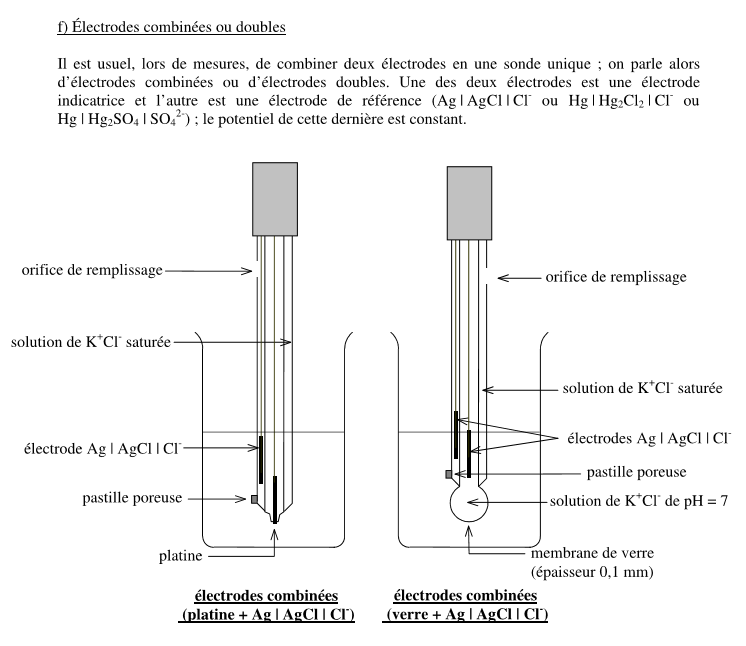 f) Électrodes combinées ou doubles
Il est usuel, lors de mesures, de combiner deux électrodes en une sonde unique ; on parle alors
d’électrodes combinées ou d’électrodes doubles. Une des deux électrodes est une électrode
indicatrice et l’autre est une électrode de référence (Ag | AgCl | Cl⁻ ou Hg | Hg₂Cl₂ | Cl⁻ ou
Hg | Hg₂SO₄ | SO₄²⁻) ; le potentiel de cette dernière est constant.
orifice de remplissage
solution de K⁺Cl⁻ saturée
électrode Ag | AgCl | Cl⁻
pastille poreuse
platine
électrodes combinées
(platine + Ag | AgCl | Cl⁻)
orifice de remplissage
solution de K⁺Cl⁻ saturée
électrodes Ag | AgCl | Cl⁻
pastille poreuse
solution de K⁺Cl⁻ de pH = 7
membrane de verre
(épaisseur 0,1 mm)
électrodes combinées
(verre + Ag | AgCl | Cl⁻)